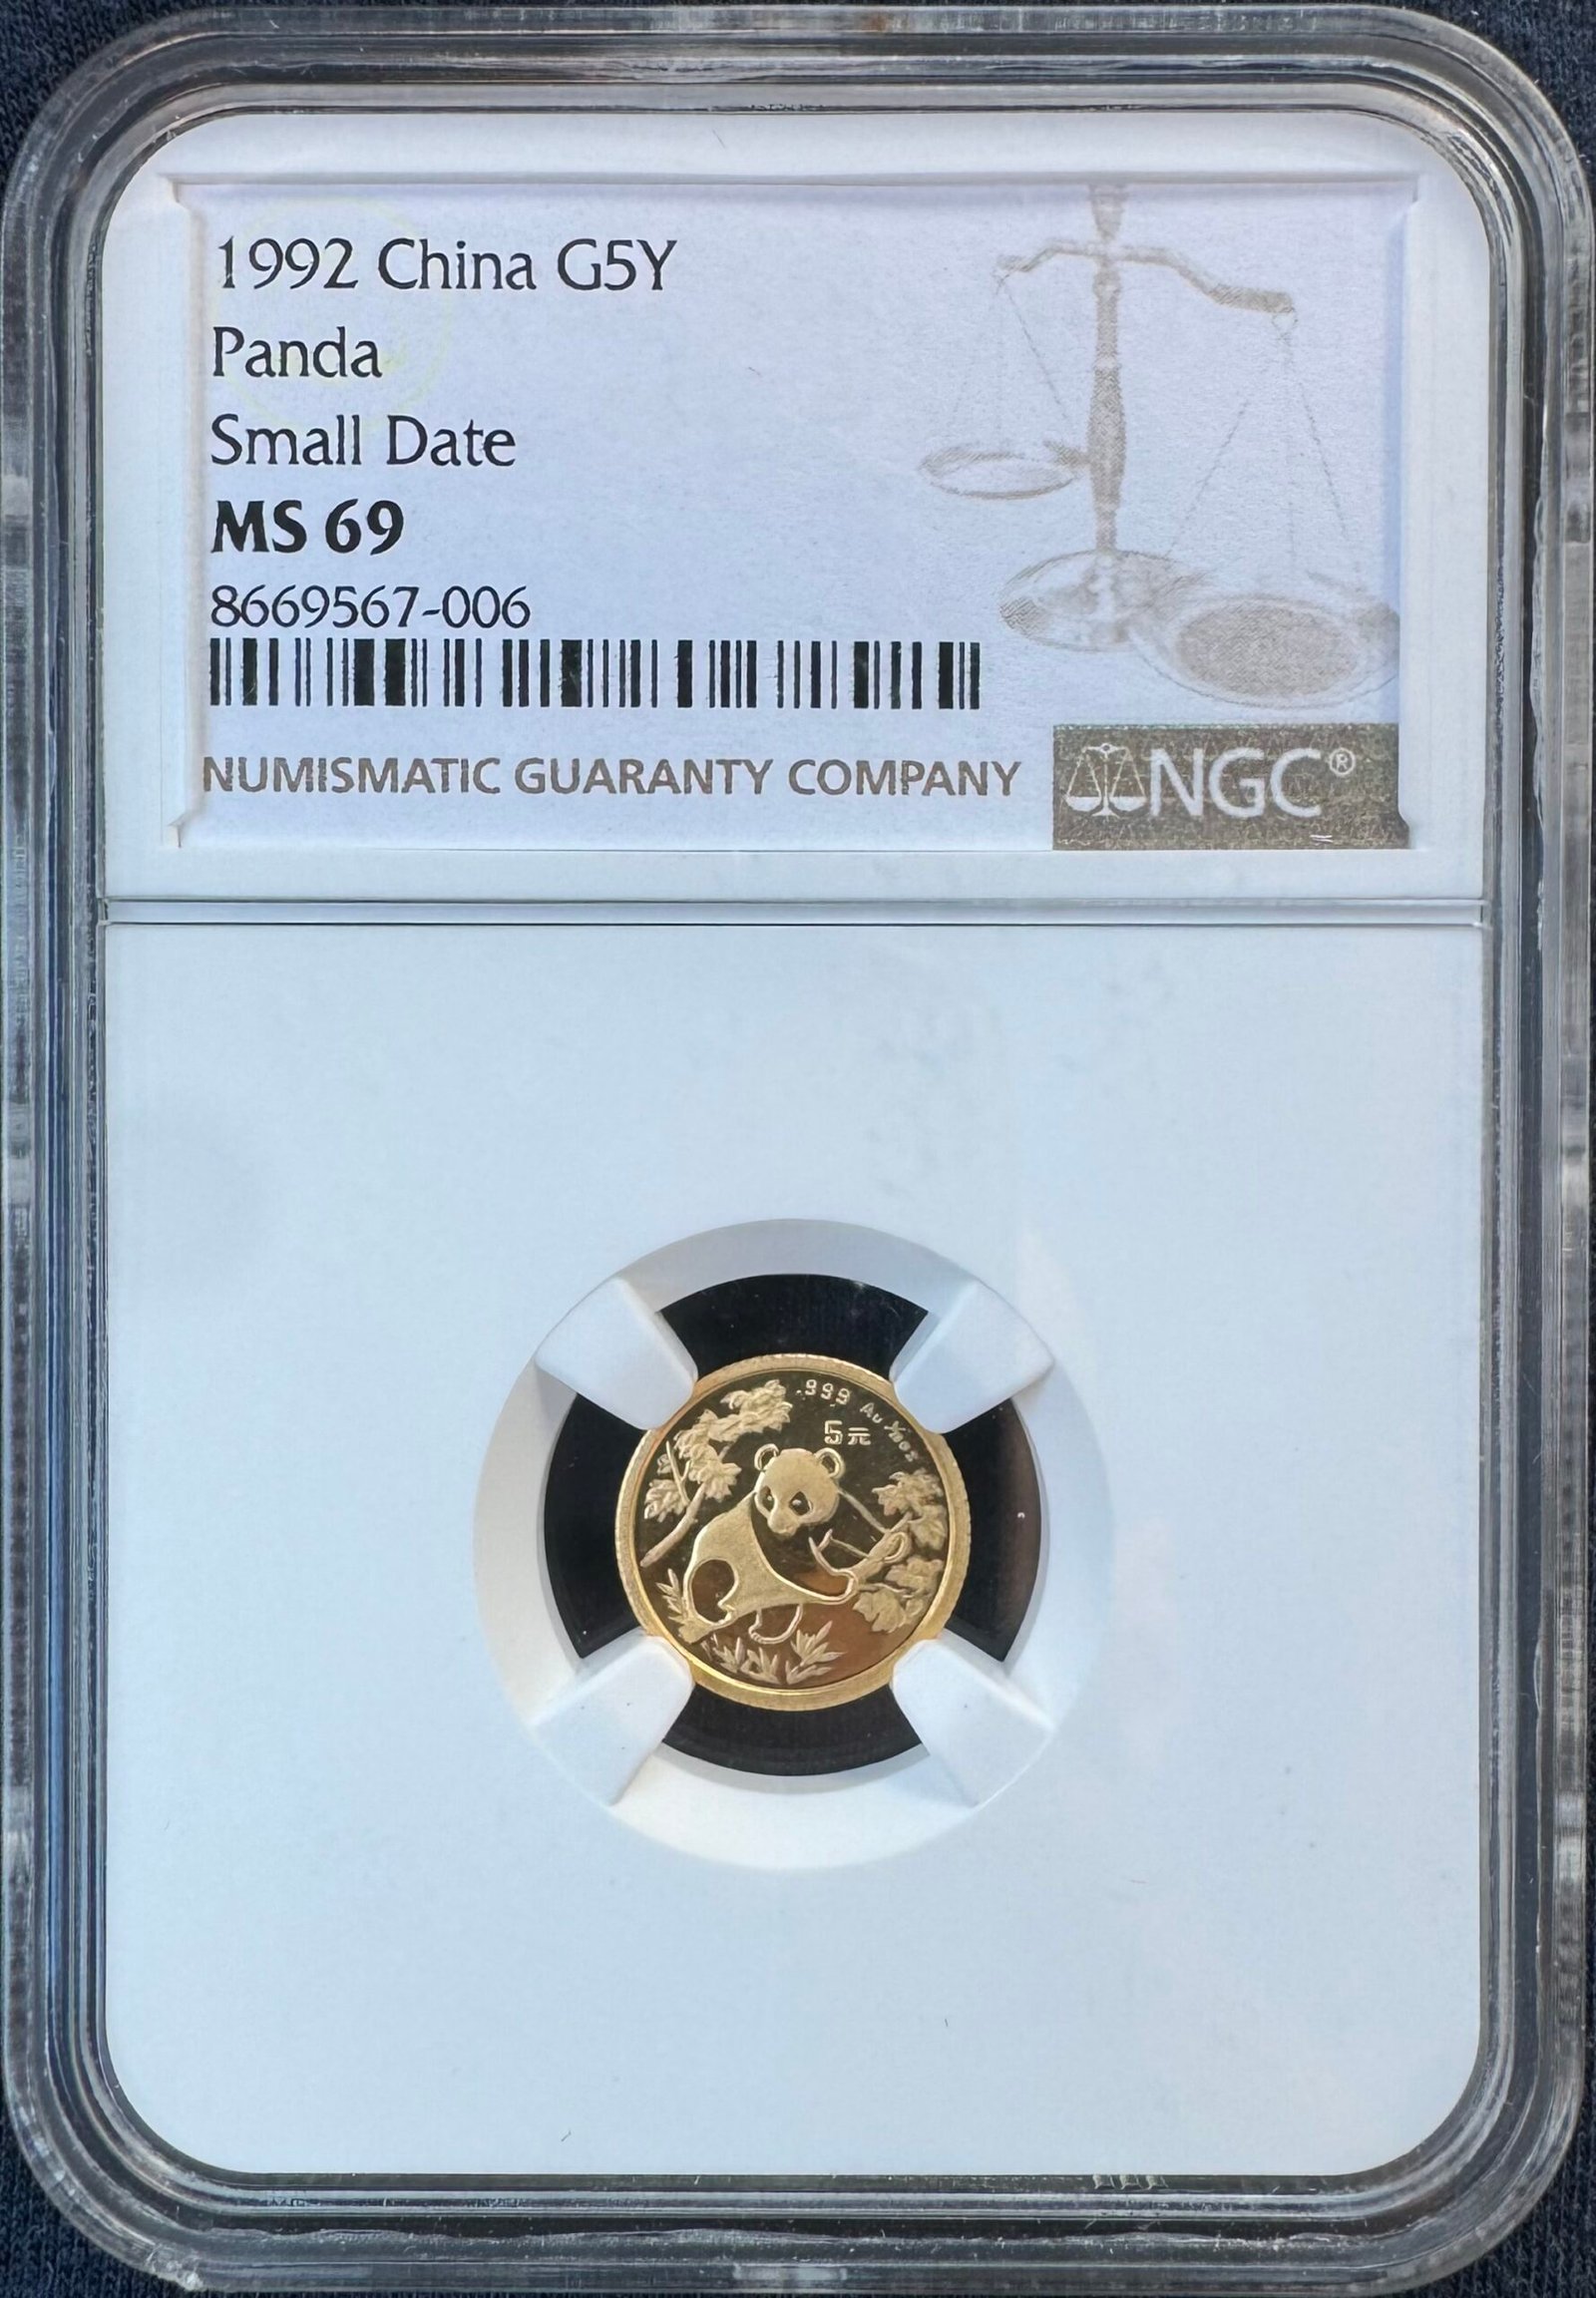 1992 China G5Y
Panda
Small Date
MS 69
8669567-006
NUMISMATIC GUARANTY COMPANY
NGC®
.999 Au 1/20oz
5元